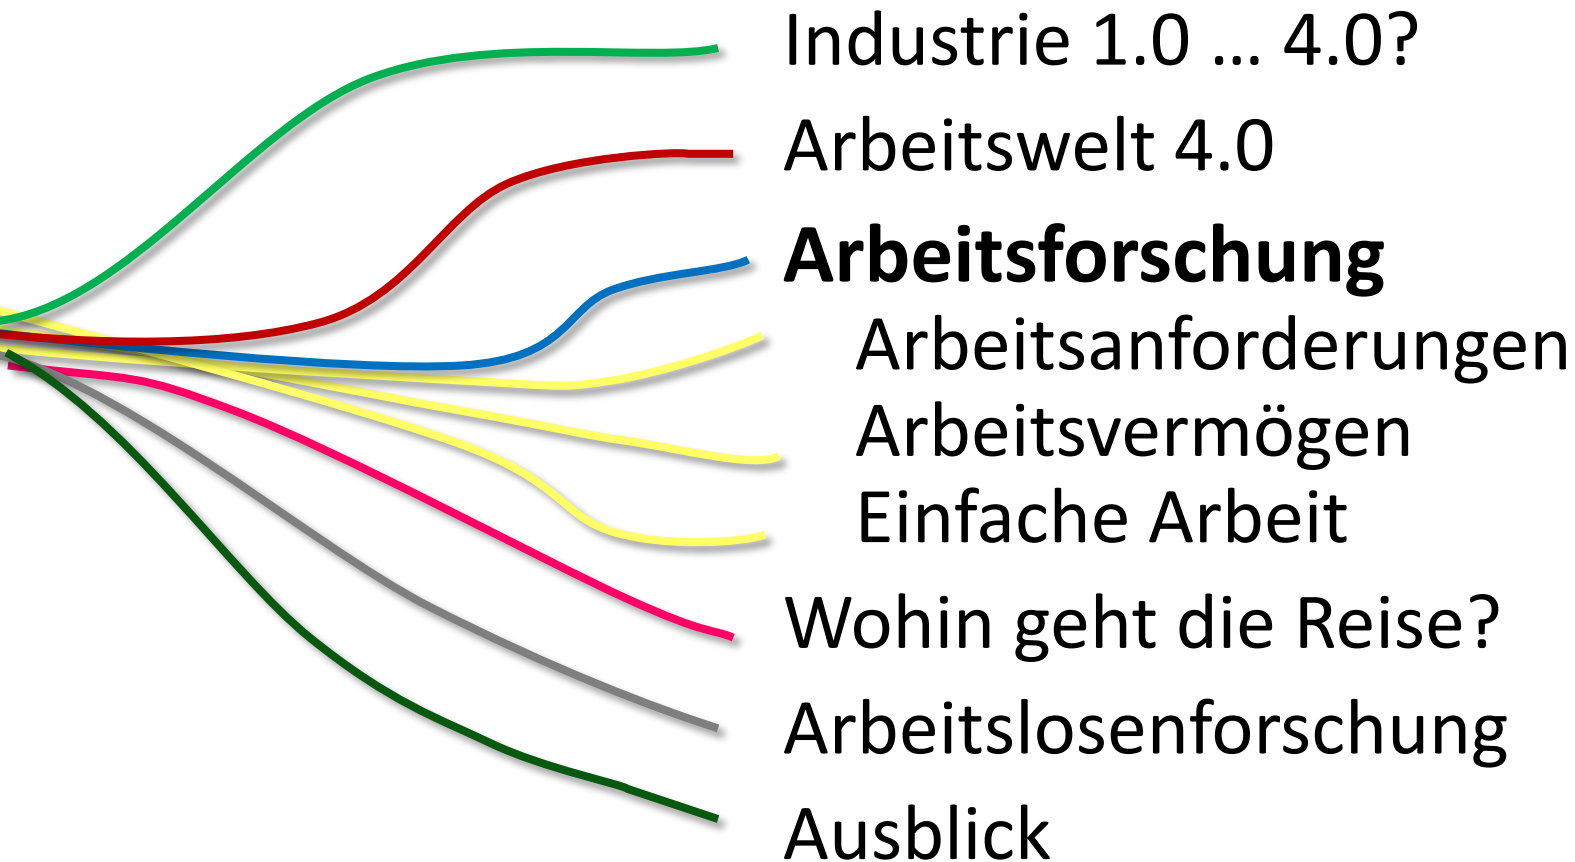 Industrie 1.0 ... 4.0?
Arbeitswelt 4.0
Arbeitsforschung
Arbeitsanforderungen
Arbeitsvermögen
Einfache Arbeit
Wohin geht die Reise?
Arbeitslosenforschung
Ausblick